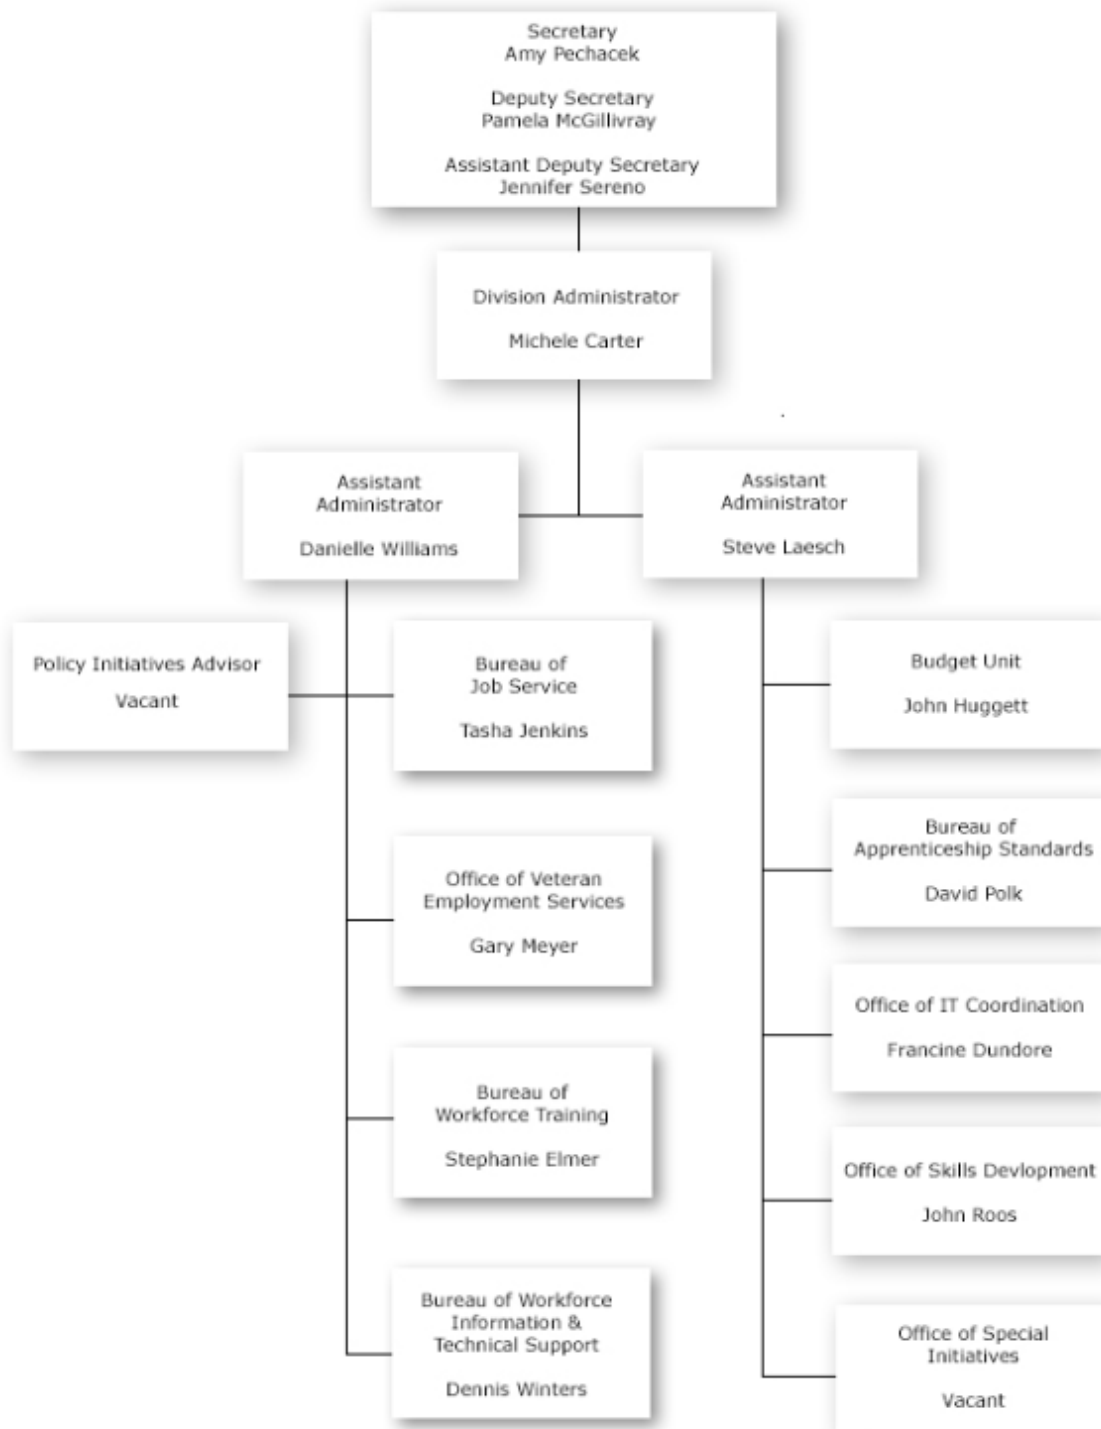 Secretary
Amy Pechacek
Deputy Secretary
Pamela McGillivray
Assistant Deputy Secretary
Jennifer Sereno
Division Administrator
Michele Carter
Assistant
Administrator
Danielle Williams
Assistant
Administrator
Steve Laesch
Policy Initiatives Advisor
Vacant
Bureau of
Job Service
Tasha Jenkins
Budget Unit
John Huggett
Office of Veteran
Employment Services
Gary Meyer
Bureau of
Apprenticeship Standards
David Polk
Office of IT Coordination
Francine Dundore
Bureau of
Workforce Training
Stephanie Elmer
Office of Skills Devlopment
John Roos
Bureau of Workforce
Information &
Technical Support
Dennis Winters
Office of Special
Initiatives
Vacant